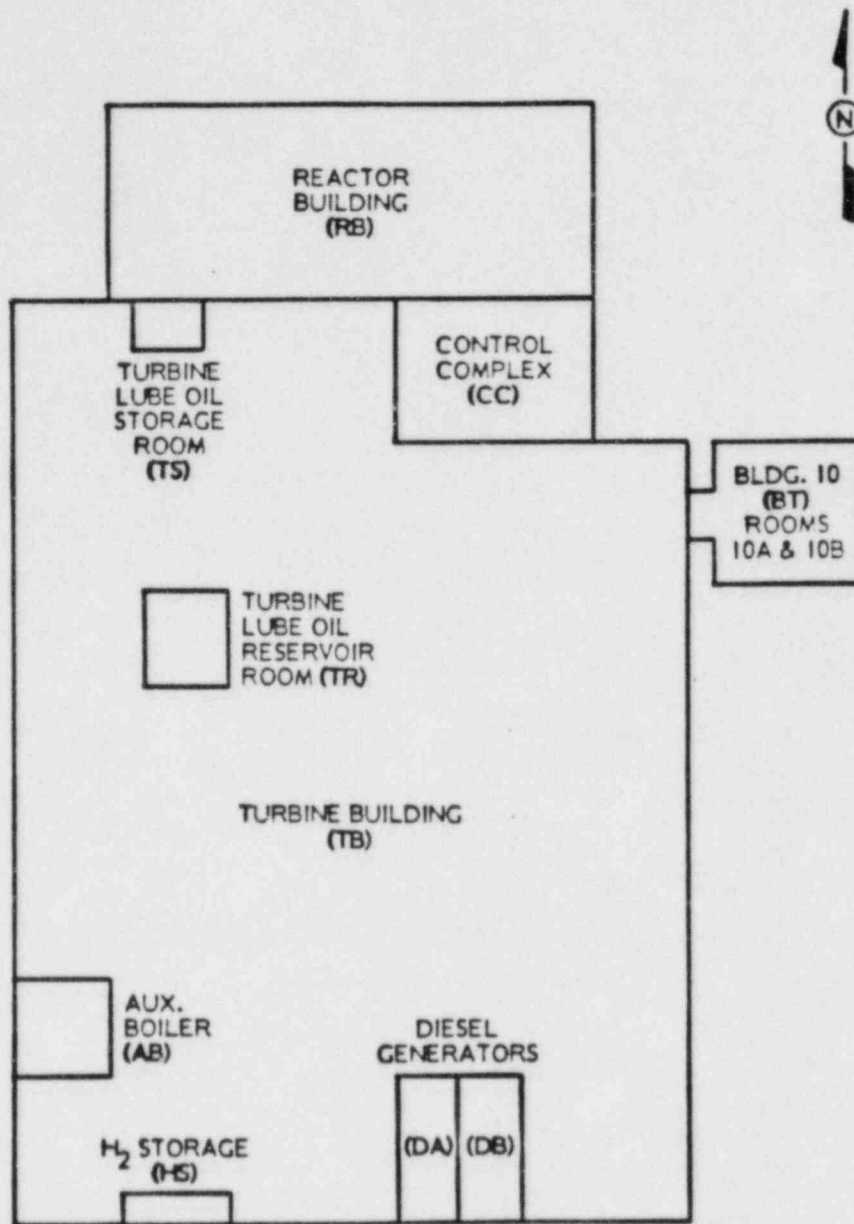 N
REACTOR
BUILDING
(RB)
CONTROL
COMPLEX
(CC)
TURBINE
LUBE OIL
STORAGE
ROOM
(TS)
BLDG. 10
(BT)
ROOMS
10A & 10B
TURBINE
LUBE OIL
RESERVOIR
ROOM (TR)
TURBINE BUILDING
(TB)
AUX.
BOILER
(AB)
DIESEL
GENERATORS
(DA) (DB)
H₂ STORAGE
(HS)